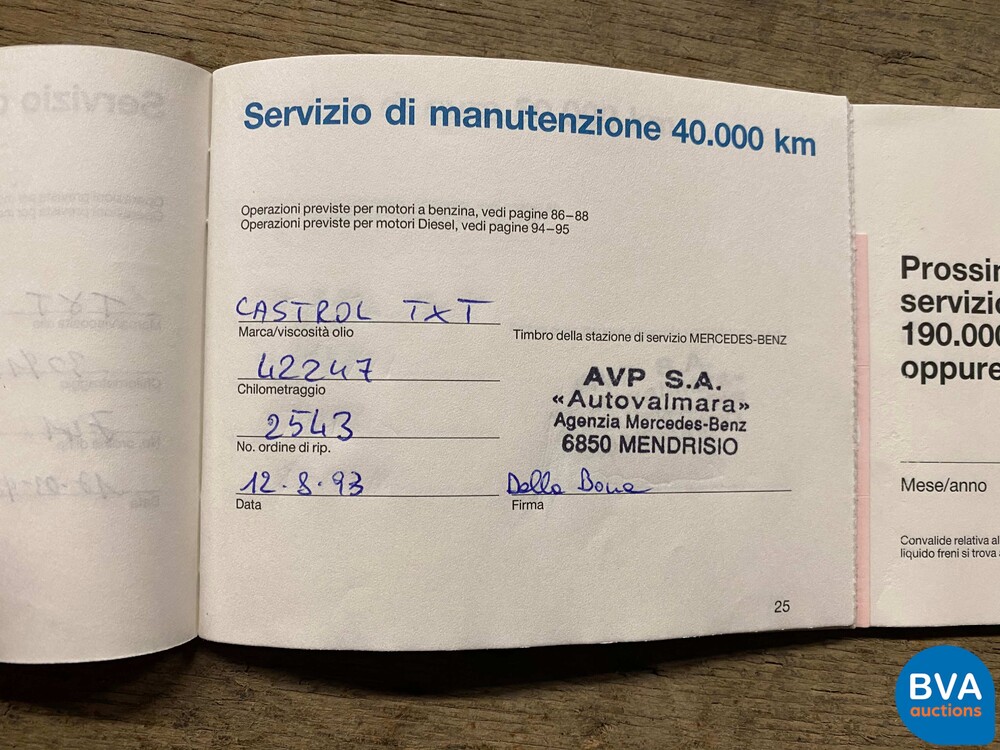 Servizio di manutenzione 40.000 km
Operazioni previste per motori a benzina, vedi pagine 86–88
Operazioni previste per motori Diesel, vedi pagine 94–95
CASTROL TXT
Marca/viscosità olio
42247
Chilometraggio
2543
No. ordine di rip.
12.8.93
Data
Timbro della stazione di servizio MERCEDES-BENZ
AVP S.A.
«Autovalmara»
Agenzia Mercedes-Benz
6850 MENDRISIO
Della Bona
Firma
25
servizio
190.000
oppure
Mese/anno
Convalide relativa al
liquido freni si trova
BVA
auctions